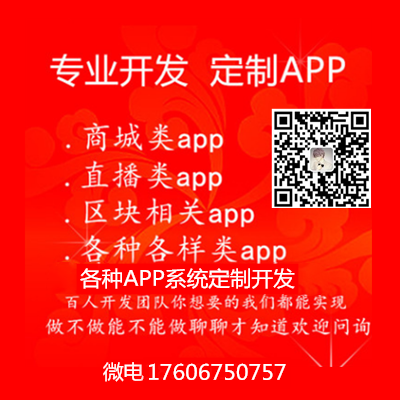 专业开发 定制APP
.商城类app
.直播类app
.区块相关app
.各种各样类app
各种APP系统定制开发
百人开发团队你想要的我们都能实现
做不做能不能做聊聊才知道欢迎问询
微电 17606750757